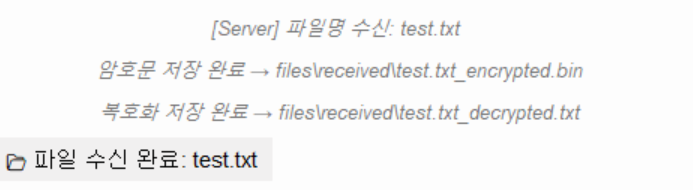 [Server] 파일명 수신: test.txt
암호문 저장 완료 → files\received\test.txt_encrypted.bin
복호화 저장 완료 → files\received\test.txt_decrypted.txt
📂 파일 수신 완료: test.txt